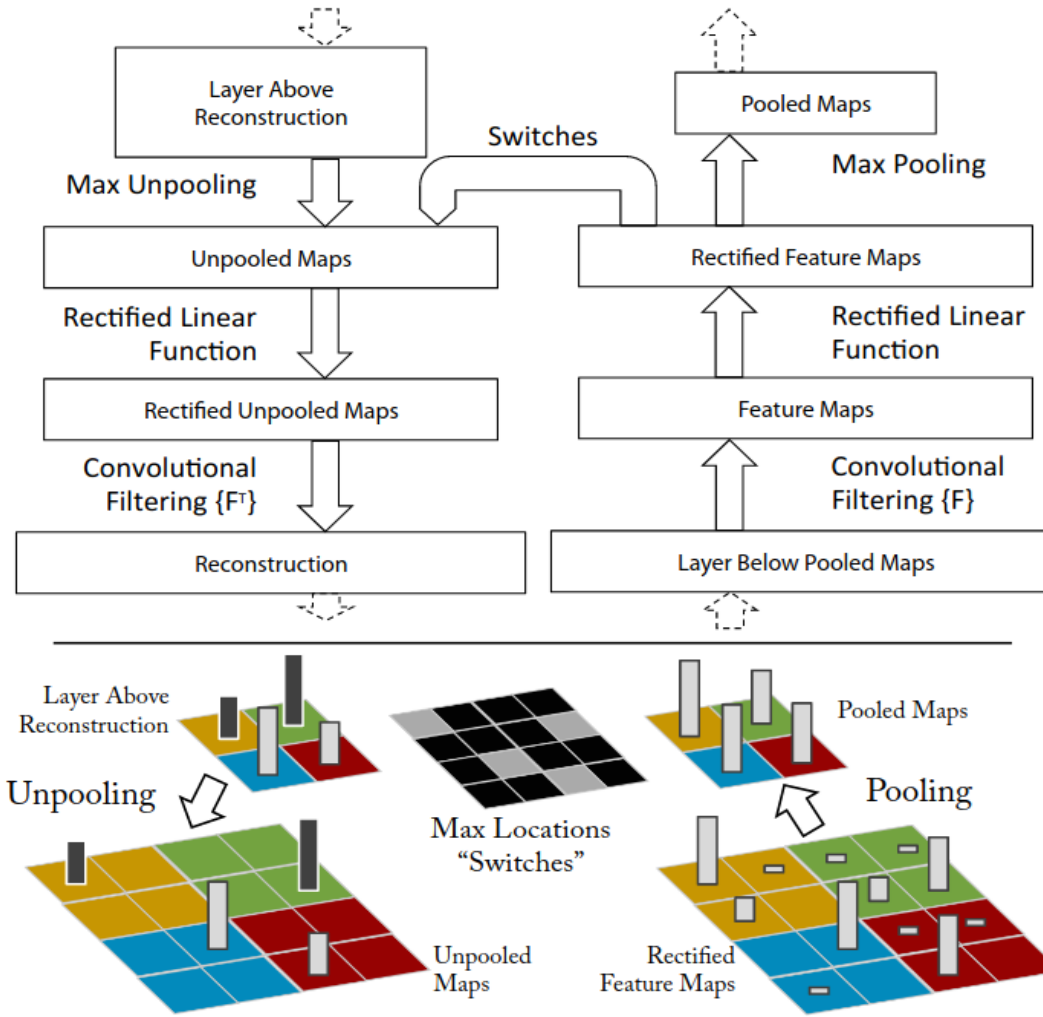 Layer Above
Reconstruction
Pooled Maps
Switches
Max Unpooling
Max Pooling
Unpooled Maps
Rectified Feature Maps
Rectified Linear
Function
Rectified Linear
Function
Rectified Unpooled Maps
Feature Maps
Convolutional
Filtering {Fᵀ}
Convolutional
Filtering {F}
Reconstruction
Layer Below Pooled Maps
Layer Above
Reconstruction
Pooled Maps
Unpooling
Pooling
Max Locations
“Switches”
Unpooled
Maps
Rectified
Feature Maps